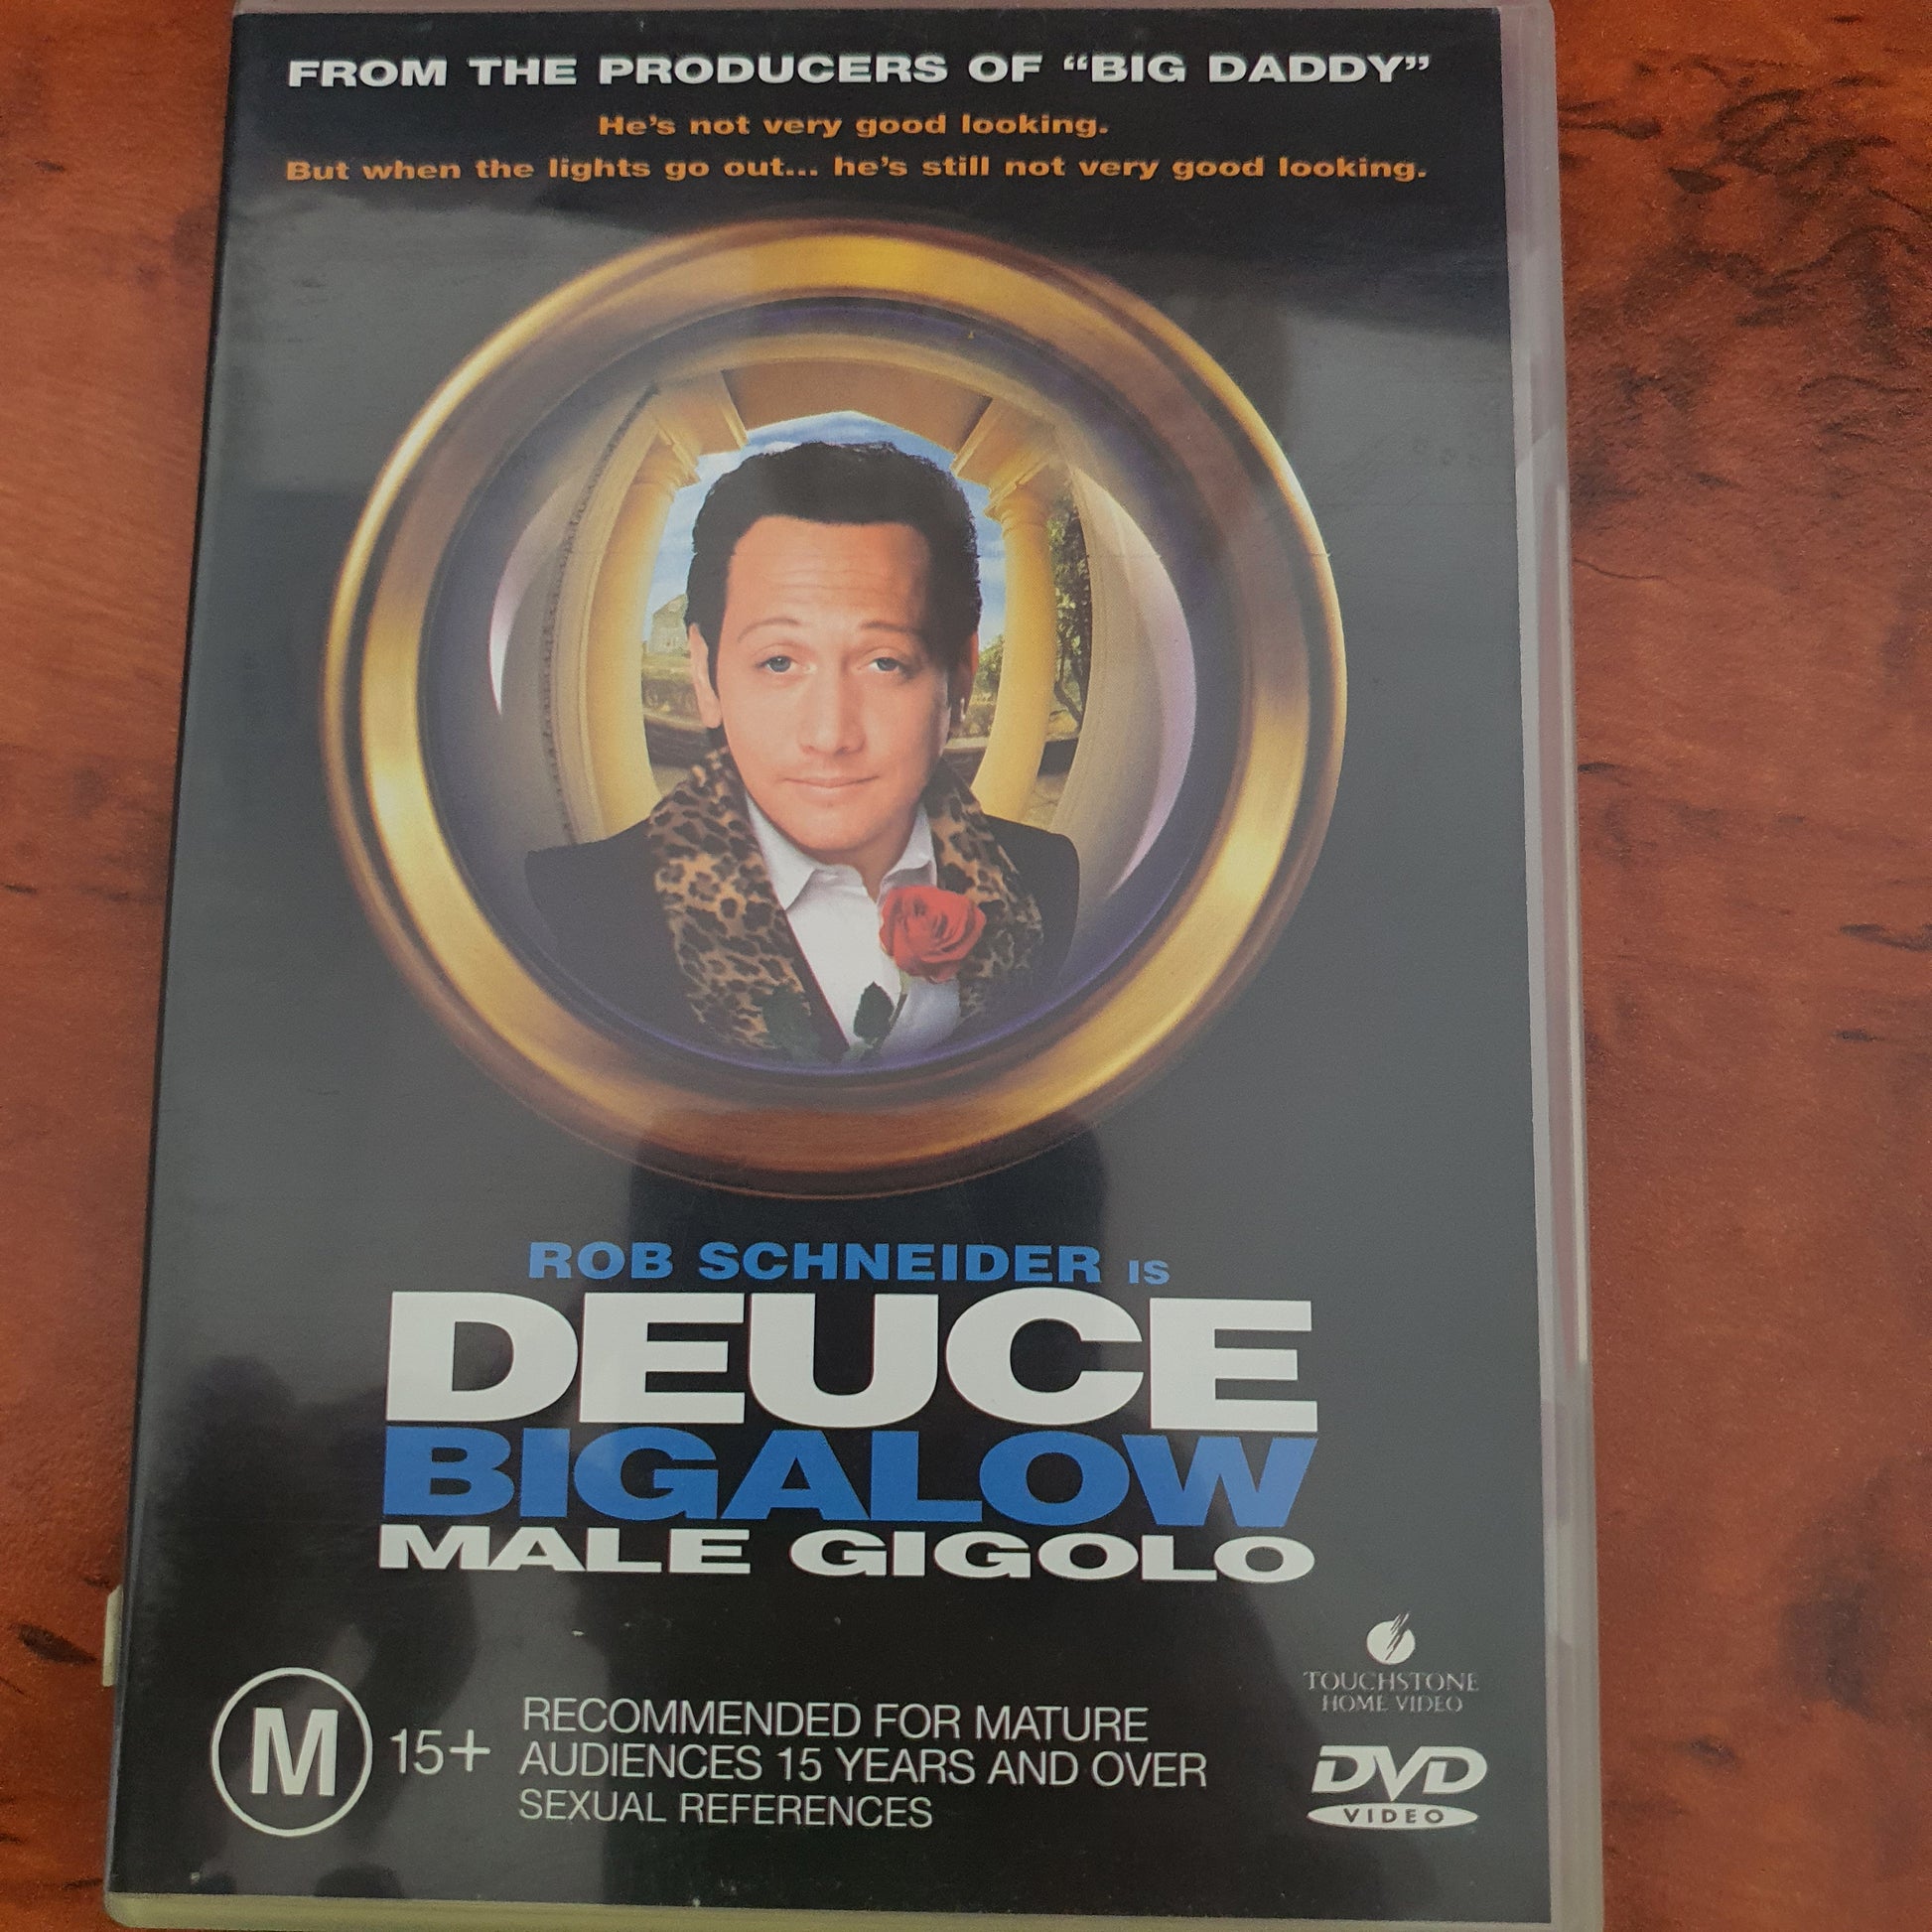 FROM THE PRODUCERS OF “BIG DADDY”
He’s not very good looking.
But when the lights go out... he’s still not very good looking.
ROB SCHNEIDER IS
DEUCE
BIGALOW
MALE GIGOLO
M 15+
RECOMMENDED FOR MATURE
AUDIENCES 15 YEARS AND OVER
SEXUAL REFERENCES
TOUCHSTONE
HOME VIDEO
DVD
VIDEO